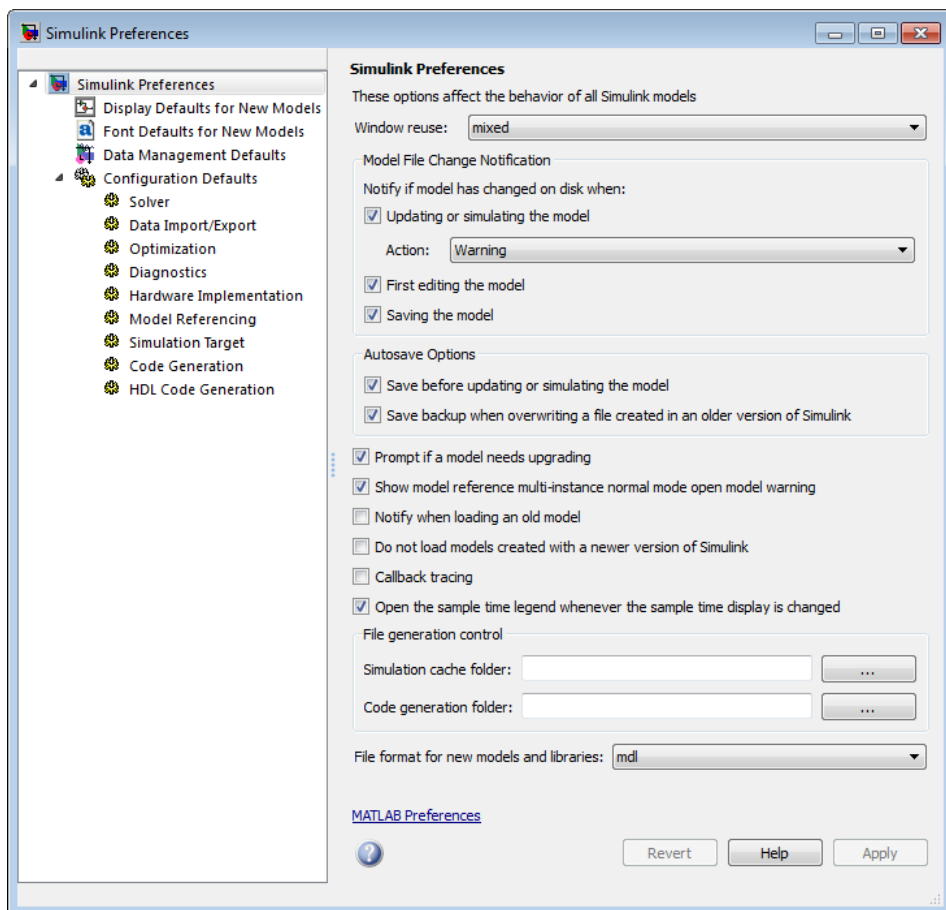 Simulink Preferences
Simulink Preferences
Display Defaults for New Models
Font Defaults for New Models
Data Management Defaults
Configuration Defaults
Solver
Data Import/Export
Optimization
Diagnostics
Hardware Implementation
Model Referencing
Simulation Target
Code Generation
HDL Code Generation
Simulink Preferences
These options affect the behavior of all Simulink models
Window reuse: mixed
Model File Change Notification
Notify if model has changed on disk when:
Updating or simulating the model
Action: Warning
First editing the model
Saving the model
Autosave Options
Save before updating or simulating the model
Save backup when overwriting a file created in an older version of Simulink
Prompt if a model needs upgrading
Show model reference multi-instance normal mode open model warning
Notify when loading an old model
Do not load models created with a newer version of Simulink
Callback tracing
Open the sample time legend whenever the sample time display is changed
File generation control
Simulation cache folder: ...
Code generation folder: ...
File format for new models and libraries: mdl
MATLAB Preferences
? Revert Help Apply